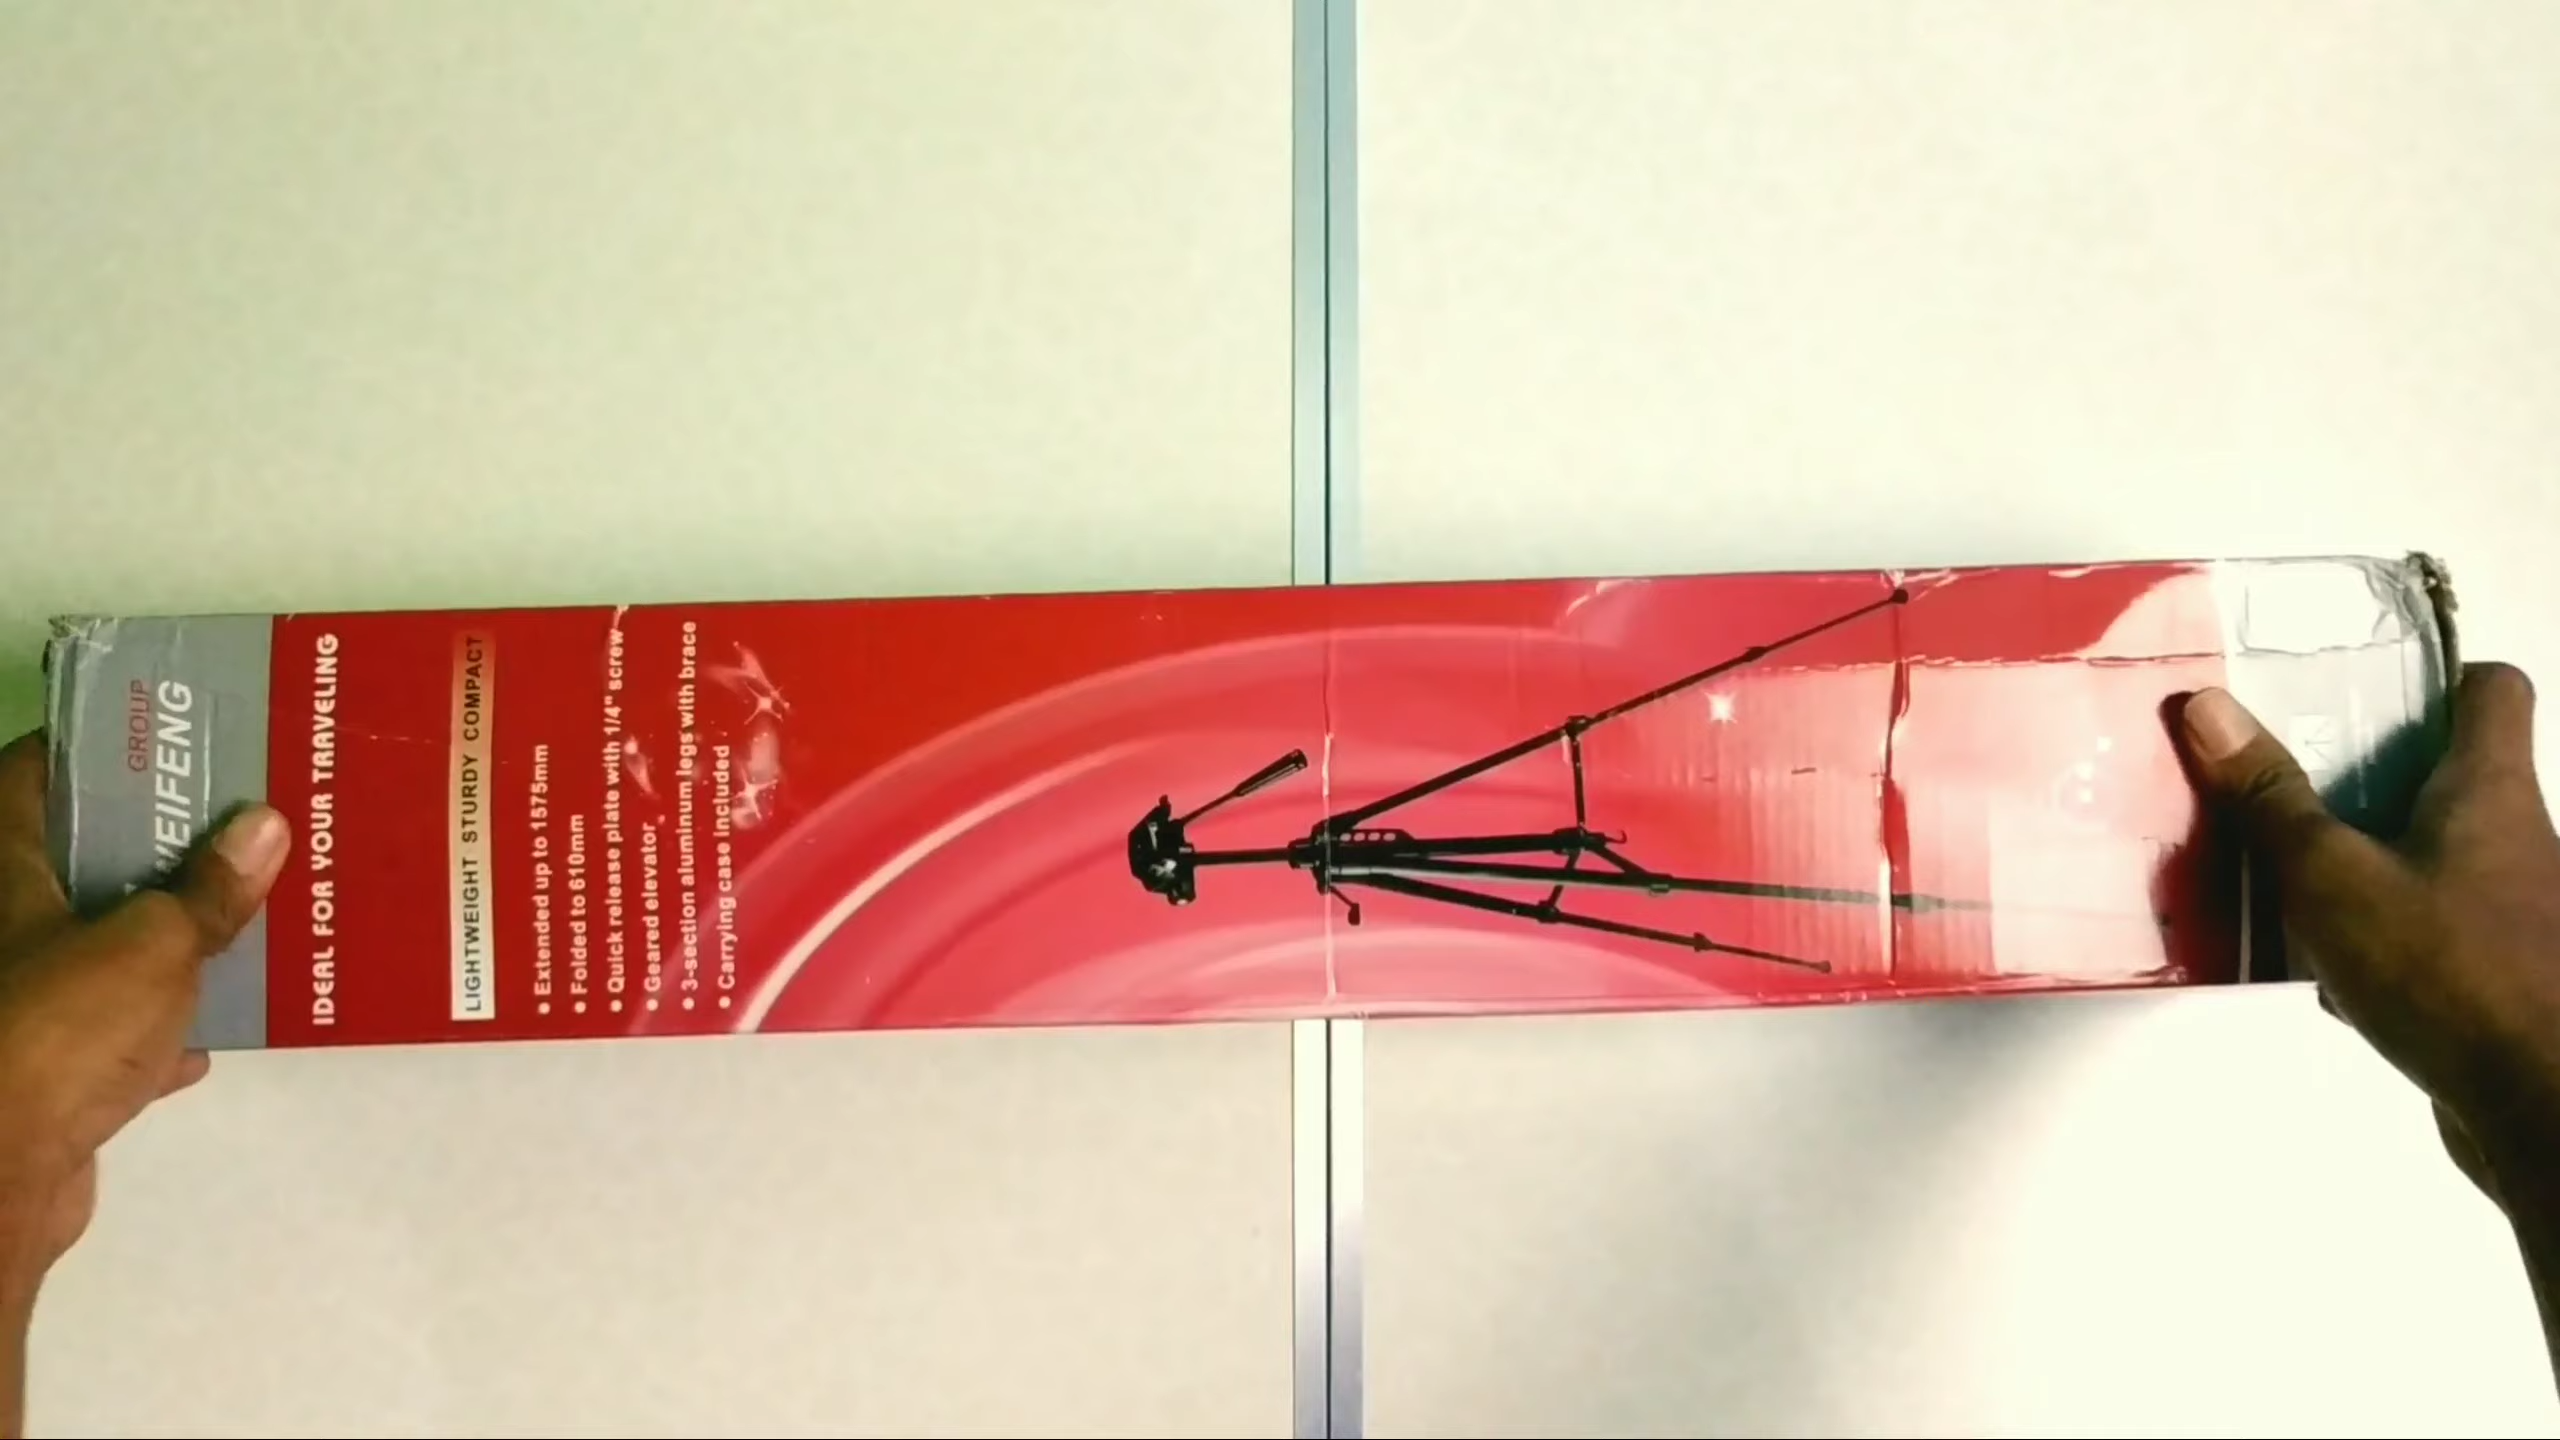 GROUP
WEIFENG
IDEAL FOR YOUR TRAVELING
LIGHTWEIGHT STURDY COMPACT
• Extended up to 1575mm
• Folded to 610mm
• Quick release plate with 1/4" screw
• Geared elevator
• 3-section aluminum legs with brace
• Carrying case included